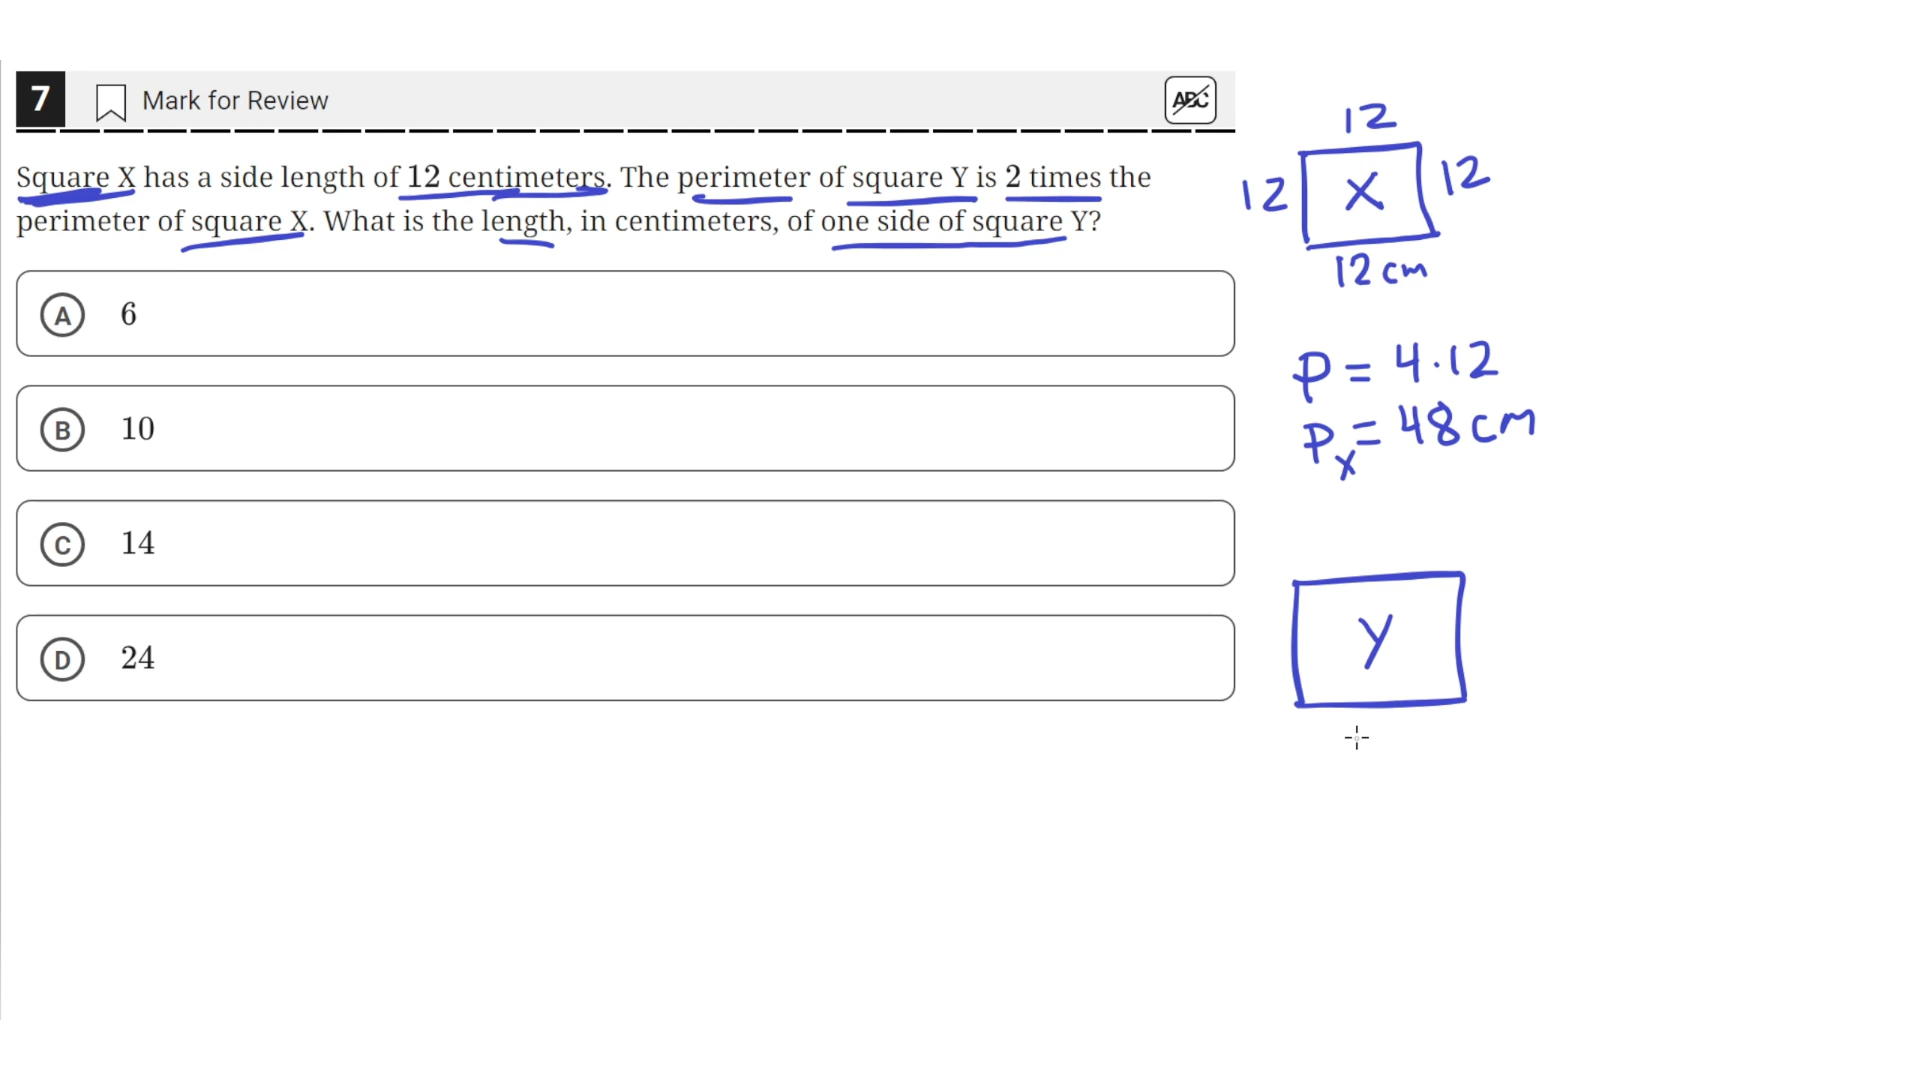 7 Mark for Review ABC
Square X has a side length of 12 centimeters. The perimeter of square Y is 2 times the
perimeter of square X. What is the length, in centimeters, of one side of square Y?
A 6
B 10
C 14
D 24
12
12 X 12
12 cm
P = 4·12
Px = 48 cm
Y